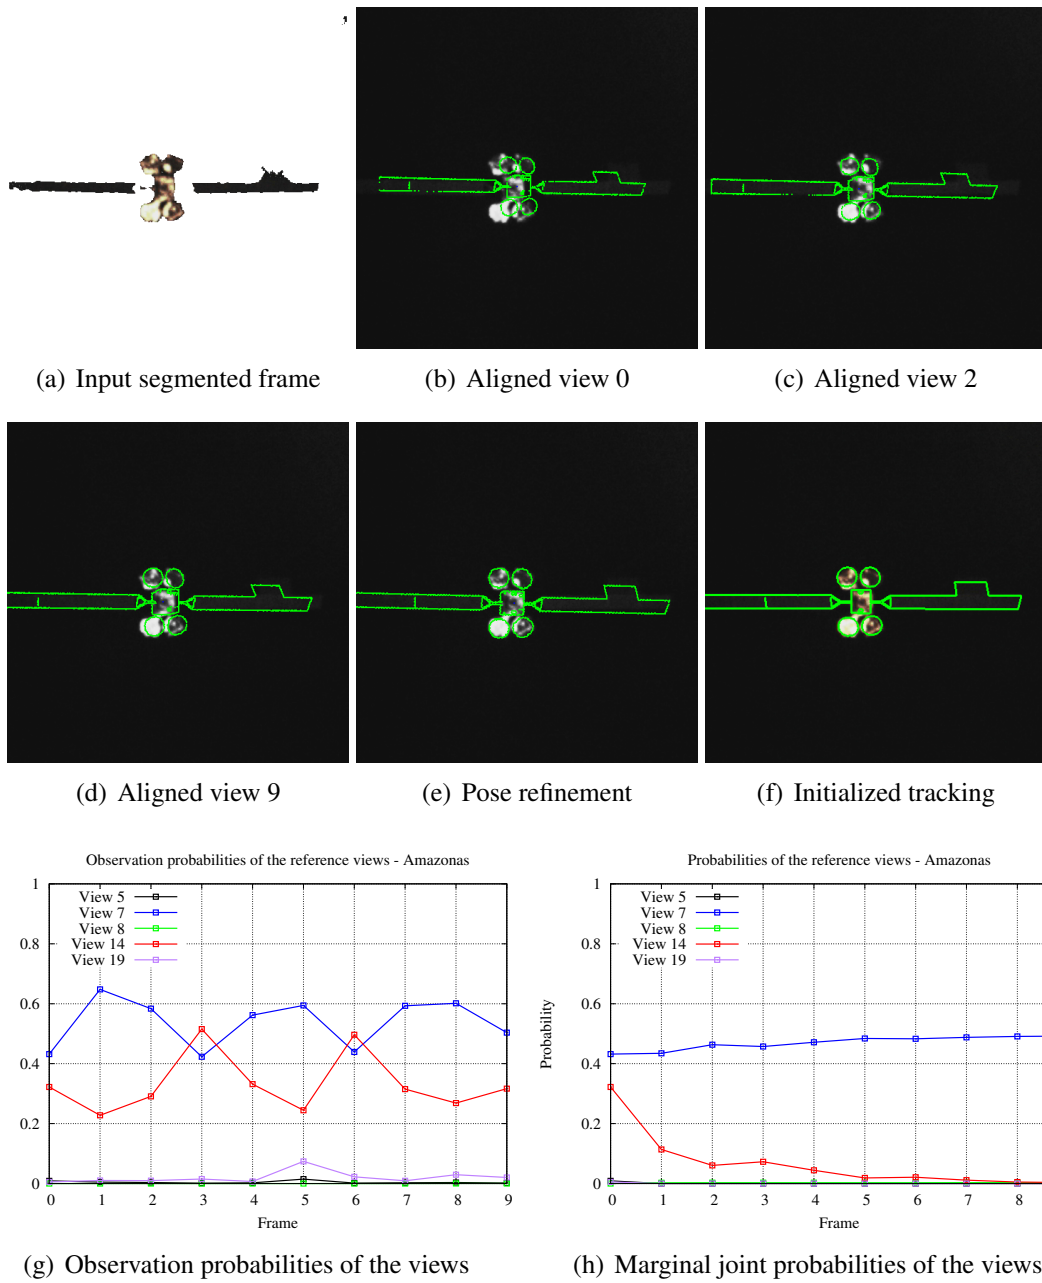 (a) Input segmented frame
(b) Aligned view 0
(c) Aligned view 2
(d) Aligned view 9
(e) Pose refinement
(f) Initialized tracking
Observation probabilities of the reference views - Amazonas
1
0.8
0.6
0.4
0.2
0
View 5
View 7
View 8
View 14
View 19
0 1 2 3 4 5 6 7 8 9
Frame
(g) Observation probabilities of the views
Probabilities of the reference views - Amazonas
Probability
1
0.8
0.6
0.4
0.2
0
View 5
View 7
View 8
View 14
View 19
0 1 2 3 4 5 6 7 8
Frame
(h) Marginal joint probabilities of the views